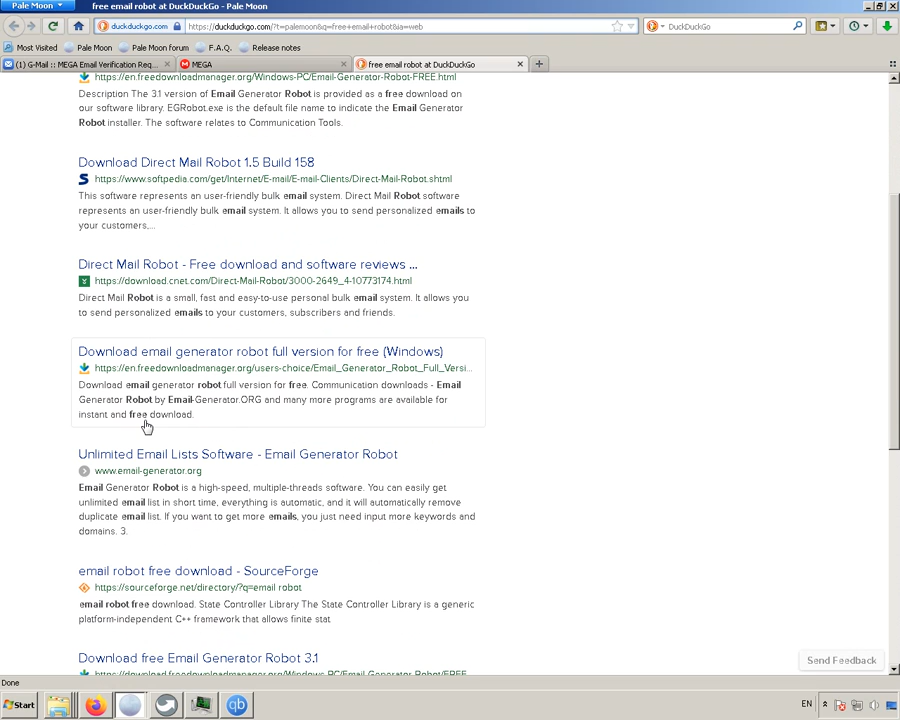 Pale Moon
free email robot at DuckDuckGo - Pale Moon
duckduckgo.com
https://duckduckgo.com/?t=palemoon&q=free+email+robot&ia=web
DuckDuckGo
Most Visited
Pale Moon
Pale Moon forum
F.A.Q.
Release notes
(1) G-Mail :: MEGA Email Verification Req...
MEGA
free email robot at DuckDuckGo
https://en.freedownloadmanager.org/Windows-PC/Email-Generator-Robot-FREE.html
Description The 3.1 version of Email Generator Robot is provided as a free download on
our software library. EGRobot.exe is the default file name to indicate the Email Generator
Robot installer. The software relates to Communication Tools.
Download Direct Mail Robot 1.5 Build 158
https://www.softpedia.com/get/Internet/E-mail/E-mail-Clients/Direct-Mail-Robot.shtml
This software represents an user-friendly bulk email system. Direct Mail Robot software
represents an user-friendly bulk email system. It allows you to send personalized emails to
your customers,...
Direct Mail Robot - Free download and software reviews ...
https://download.cnet.com/Direct-Mail-Robot/3000-2649_4-10773174.html
Direct Mail Robot is a small, fast and easy-to-use personal bulk email system. It allows you
to send personalized emails to your customers, subscribers and friends.
Download email generator robot full version for free (Windows)
https://en.freedownloadmanager.org/users-choice/Email_Generator_Robot_Full_Versi...
Download email generator robot full version for free. Communication downloads - Email
Generator Robot by Email-Generator.ORG and many more programs are available for
instant and free download.
Unlimited Email Lists Software - Email Generator Robot
www.email-generator.org
Email Generator Robot is a high-speed, multiple-threads software. You can easily get
unlimited email list in short time, everything is automatic, and it will automatically remove
duplicate email list. If you want to get more emails, you just need input more keywords and
domains. 3.
email robot free download - SourceForge
https://sourceforge.net/directory/?q=email robot
email robot free download. State Controller Library The State Controller Library is a generic
platform-independent C++ framework that allows finite stat
Download free Email Generator Robot 3.1
https://en.freedownloadmanager.org/Windows-PC/Email-Generator-Robot-FREE
Send Feedback
Done
Start
qb
EN
7:04 PM